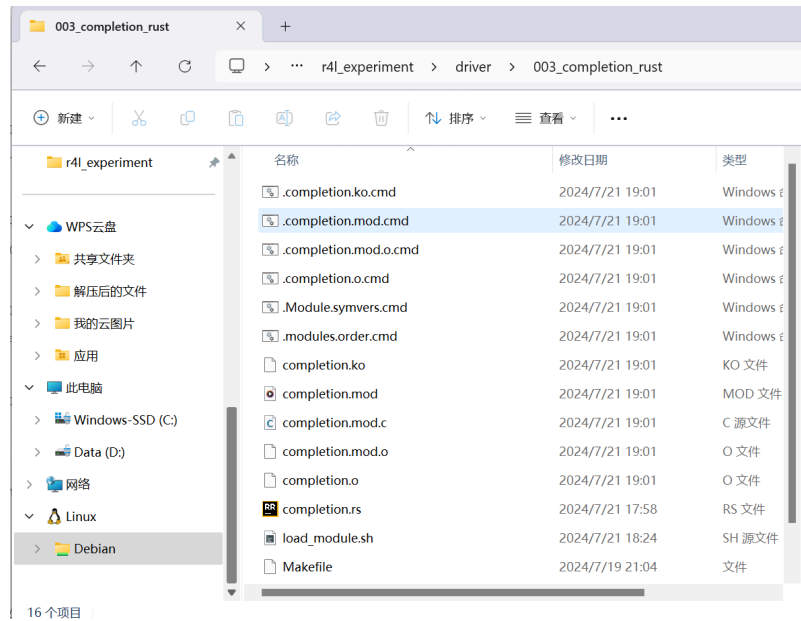 003_completion_rust
… r4l_experiment > driver > 003_completion_rust
新建 排序 查看 …
r4l_experiment
WPS云盘
共享文件夹
解压后的文件
我的云图片
应用
此电脑
Windows-SSD (C:)
Data (D:)
网络
Linux
Debian
名称 修改日期 类型
.completion.ko.cmd 2024/7/21 19:01 Windows
.completion.mod.cmd 2024/7/21 19:01 Windows
.completion.mod.o.cmd 2024/7/21 19:01 Windows
.completion.o.cmd 2024/7/21 19:01 Windows
.Module.symvers.cmd 2024/7/21 19:01 Windows
.modules.order.cmd 2024/7/21 19:01 Windows
completion.ko 2024/7/21 19:01 KO 文件
completion.mod 2024/7/21 19:01 MOD 文件
completion.mod.c 2024/7/21 19:01 C 源文件
completion.mod.o 2024/7/21 19:01 O 文件
completion.o 2024/7/21 19:01 O 文件
completion.rs 2024/7/21 17:58 RS 文件
load_module.sh 2024/7/21 18:24 SH 源文件
Makefile 2024/7/19 21:04 文件
16 个项目